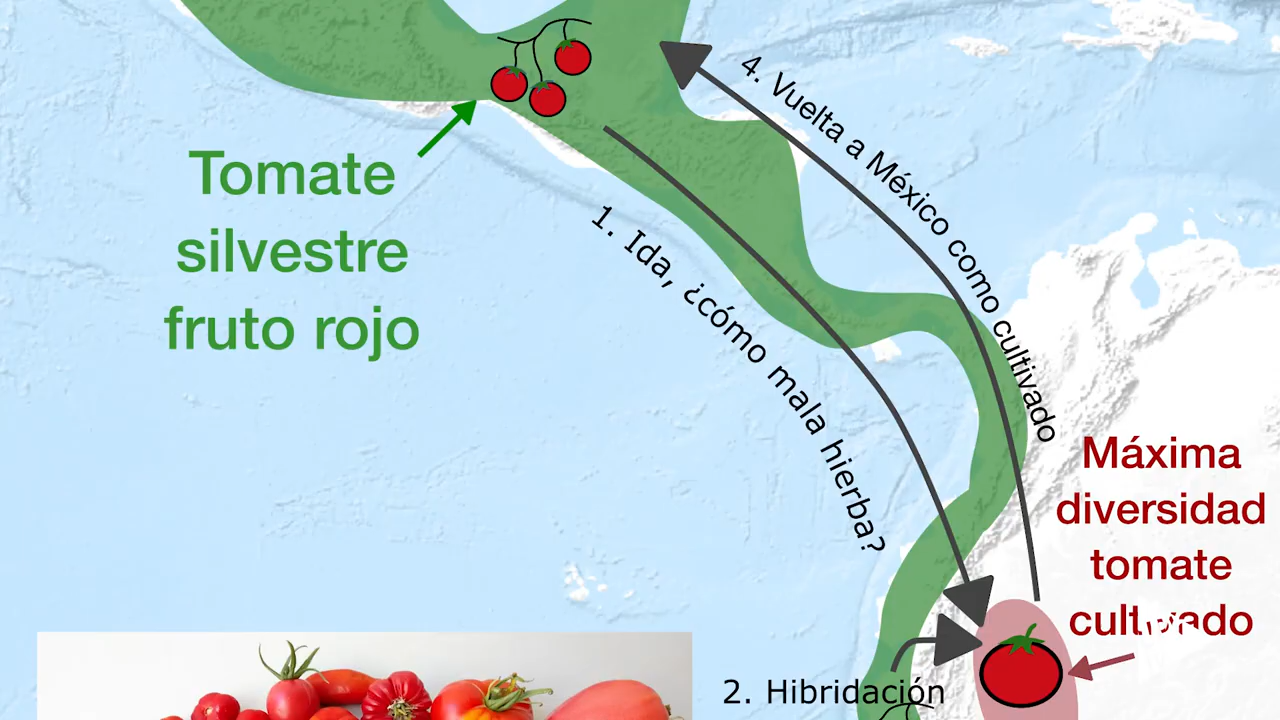 4. Vuelta a México como cultivado
Tomate
silvestre
fruto rojo
1. Ida, ¿cómo mala hierba?
Máxima
diversidad
tomate
cultivado
2. Hibridación